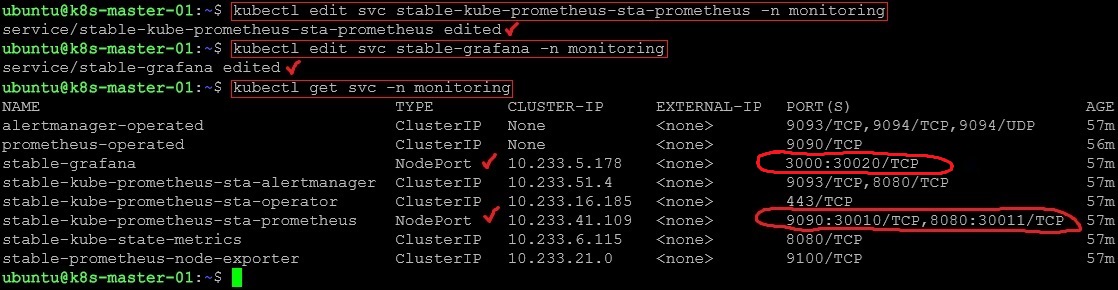 ubuntu@k8s-master-01:~$ kubectl edit svc stable-kube-prometheus-sta-prometheus -n monitoring
service/stable-kube-prometheus-sta-prometheus edited
ubuntu@k8s-master-01:~$ kubectl edit svc stable-grafana -n monitoring
service/stable-grafana edited
ubuntu@k8s-master-01:~$ kubectl get svc -n monitoring
NAME TYPE CLUSTER-IP EXTERNAL-IP PORT(S) AGE
alertmanager-operated ClusterIP None <none> 9093/TCP,9094/TCP,9094/UDP 57m
prometheus-operated ClusterIP None <none> 9090/TCP 56m
stable-grafana NodePort 10.233.5.178 <none> 3000:30020/TCP 57m
stable-kube-prometheus-sta-alertmanager ClusterIP 10.233.51.4 <none> 9093/TCP,8080/TCP 57m
stable-kube-prometheus-sta-operator ClusterIP 10.233.16.185 <none> 443/TCP 57m
stable-kube-prometheus-sta-prometheus NodePort 10.233.41.109 <none> 9090:30010/TCP,8080:30011/TCP 57m
stable-kube-state-metrics ClusterIP 10.233.6.115 <none> 8080/TCP 57m
stable-prometheus-node-exporter ClusterIP 10.233.21.0 <none> 9100/TCP 57m
ubuntu@k8s-master-01:~$